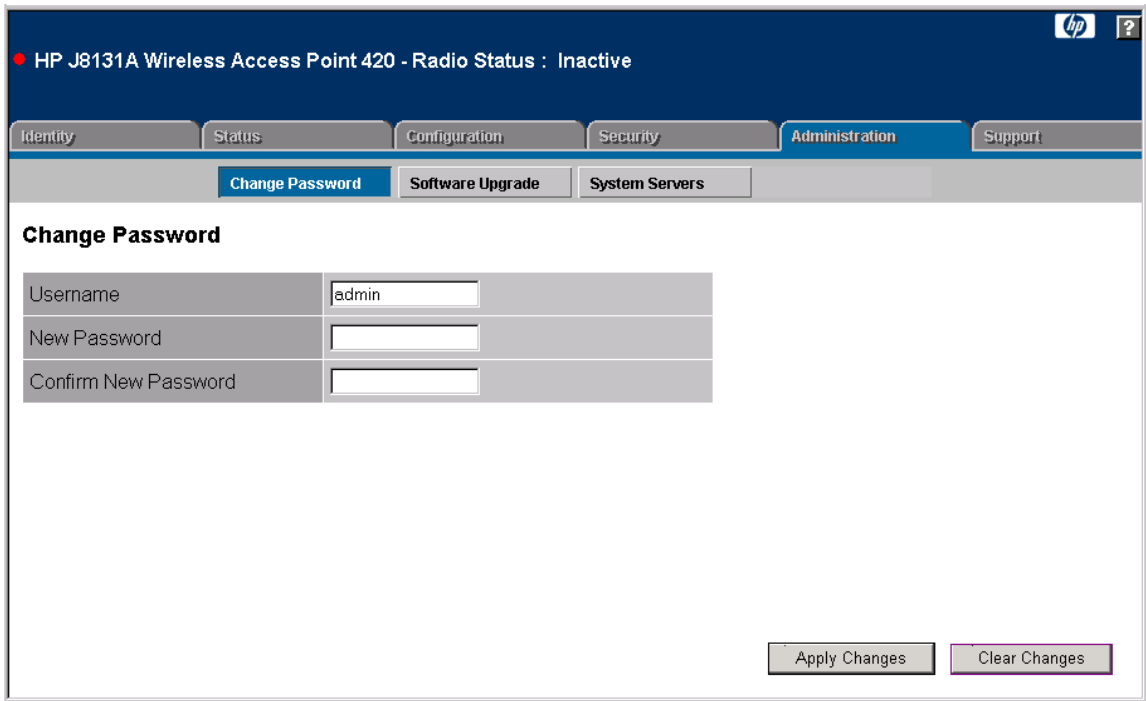 hp ?
HP J8131A Wireless Access Point 420 - Radio Status : Inactive
Identity Status Configuration Security Administration Support
Change Password Software Upgrade System Servers
Change Password
Username admin
New Password
Confirm New Password
Apply Changes Clear Changes